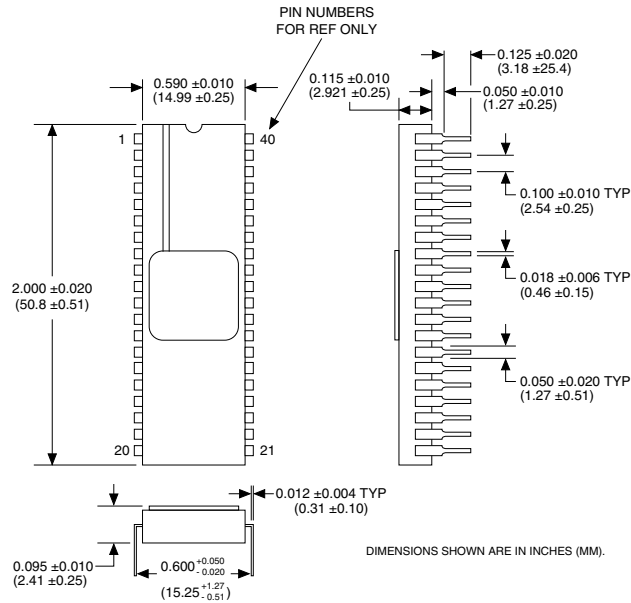 PIN NUMBERS
FOR REF ONLY
0.590 ±0.010
(14.99 ±0.25)
0.115 ±0.010
(2.921 ±0.25)
0.125 ±0.020
(3.18 ±25.4)
0.050 ±0.010
(1.27 ±0.25)
1
40
0.100 ±0.010 TYP
(2.54 ±0.25)
2.000 ±0.020
(50.8 ±0.51)
0.018 ±0.006 TYP
(0.46 ±0.15)
0.050 ±0.020 TYP
(1.27 ±0.51)
20
21
0.012 ±0.004 TYP
(0.31 ±0.10)
0.095 ±0.010
(2.41 ±0.25)
0.600 +0.050 - 0.020
(15.25 +1.27 - 0.51)
DIMENSIONS SHOWN ARE IN INCHES (MM).